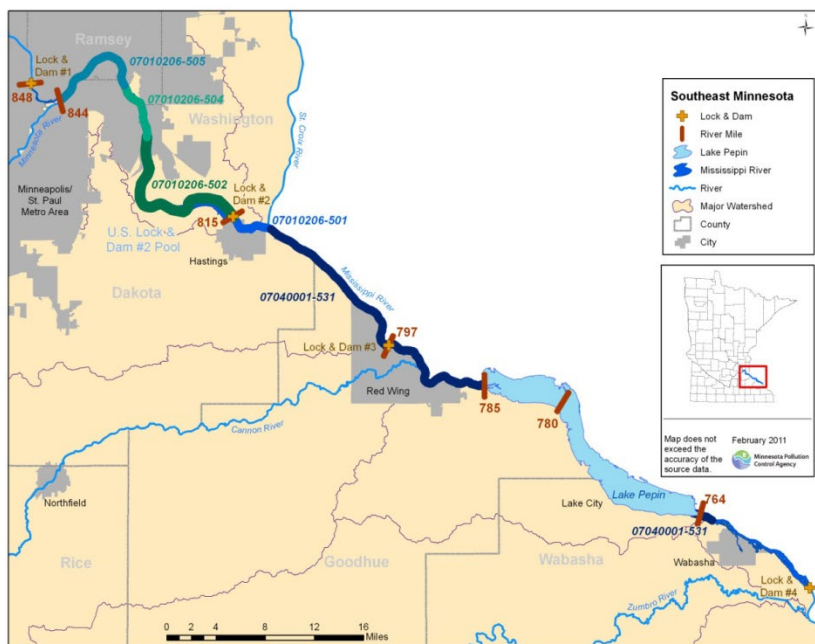 Ramsey
Lock &
Dam #1
07010206-505
848
844
07010206-504
Washington
St. Croix River
Minnesota River
Minneapolis/
St. Paul
Metro Area
07010206-502
Lock &
Dam #2
815
07010206-501
U.S. Lock &
Dam #2 Pool
Hastings
Mississippi River
Dakota
07040001-531
797
Lock & Dam #3
Red Wing
785
780
Cannon River
Northfield
Lake City
Lake Pepin
764
07040001-531
Rice
Goodhue
Wabasha
Wabasha
Lock &
Dam #4
Zumbro River
0 2 4 8 12 16
Miles
Southeast Minnesota
Lock & Dam
River Mile
Lake Pepin
Mississippi River
River
Major Watershed
County
City
Map does not
exceed the
accuracy of the
source data.
February 2011
Minnesota Pollution
Control Agency